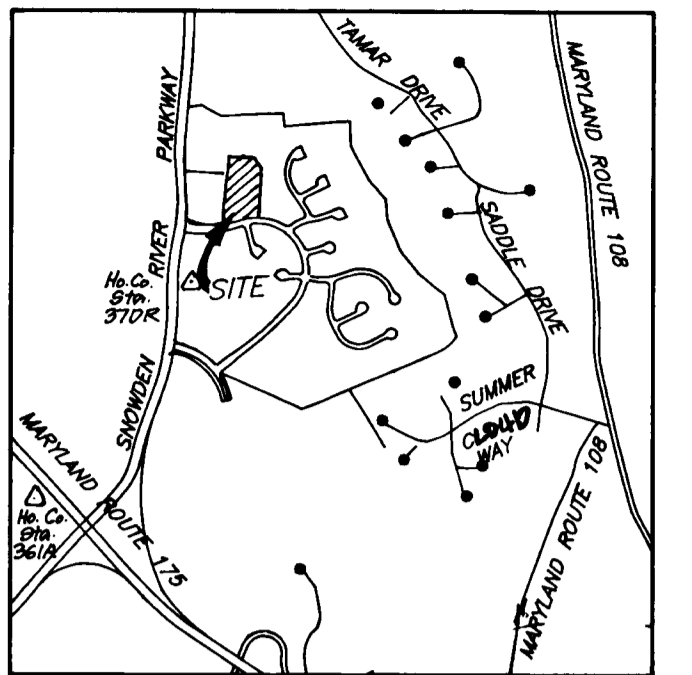 TAMAR DRIVE
MARYLAND ROUTE 108
SNOWDEN RIVER PARKWAY
SADDLE DRIVE
Ho. Co.
Sta.
37DR
SITE
SUMMER
CLOUD
WAY
MARYLAND ROUTE 175
Ho. Co.
Sta.
361A
MARYLAND ROUTE 108